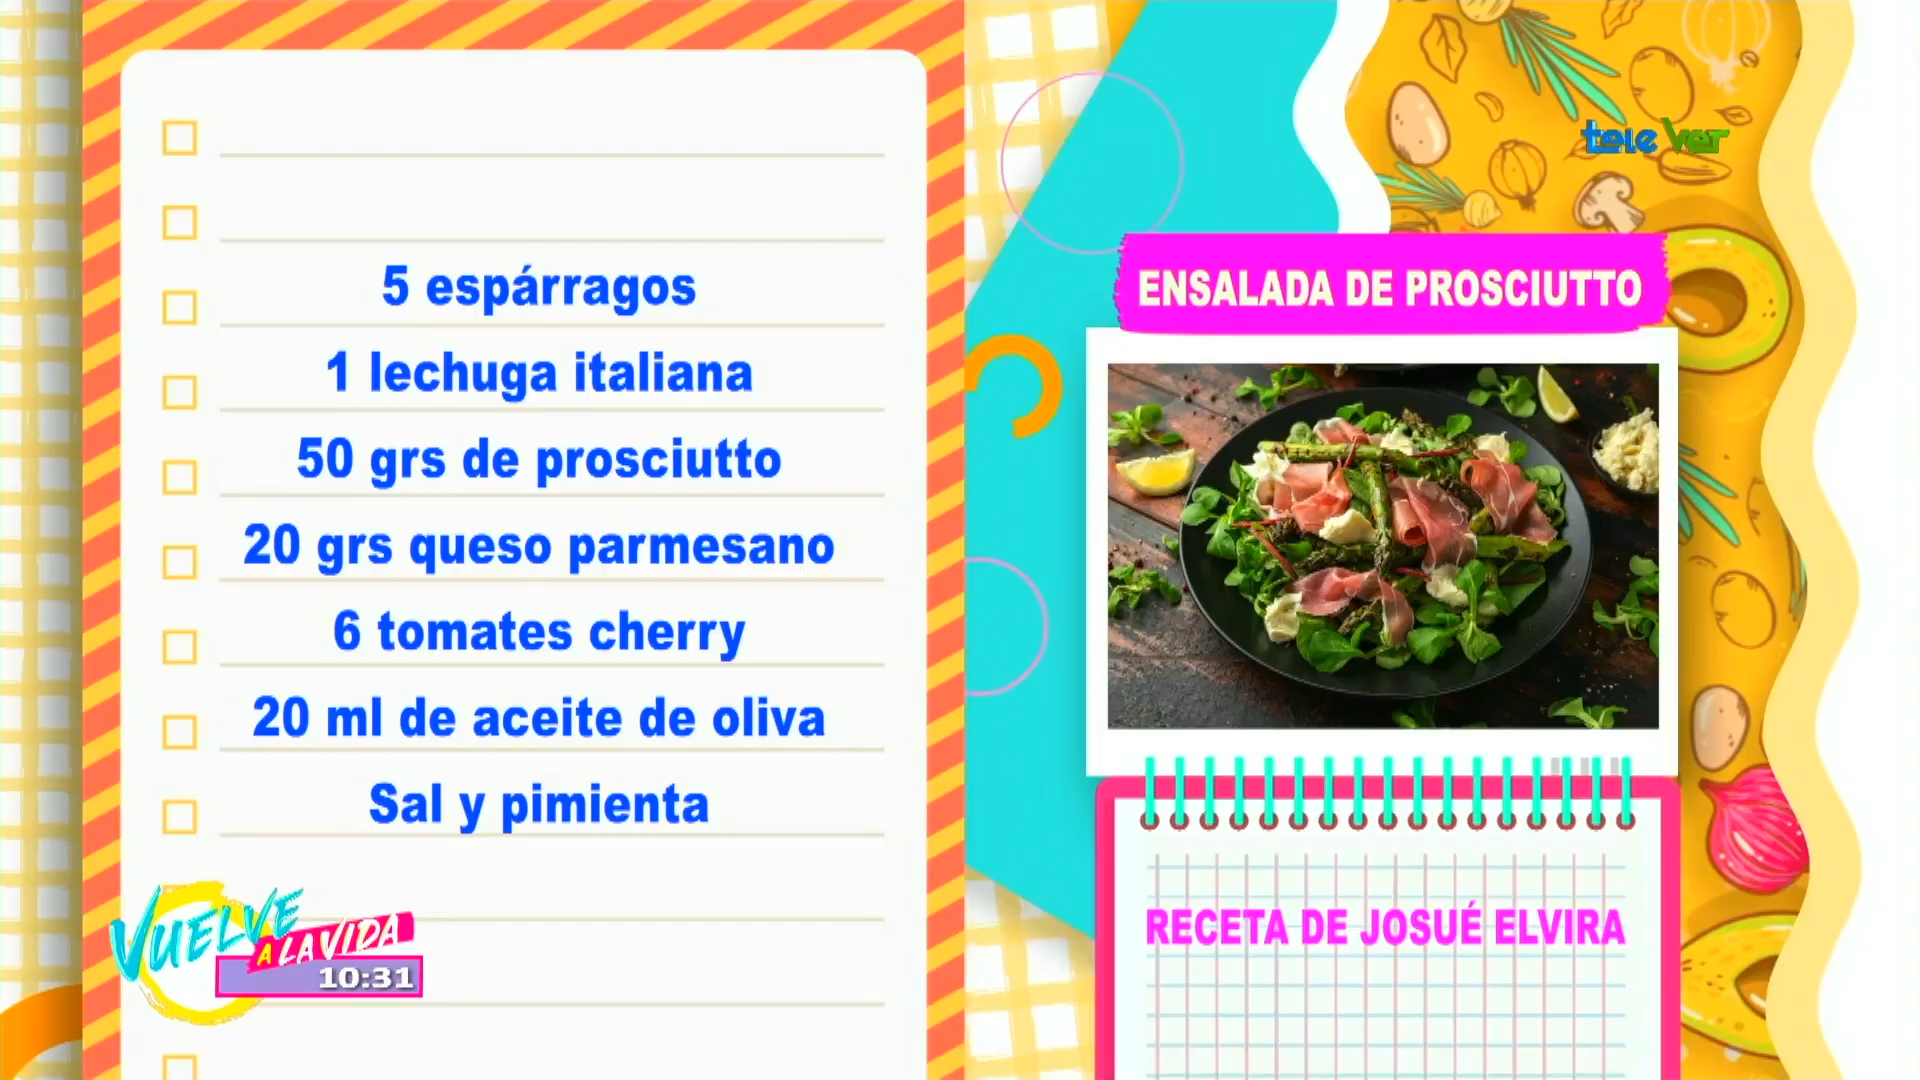 5 espárragos
1 lechuga italiana
50 grs de prosciutto
20 grs queso parmesano
6 tomates cherry
20 ml de aceite de oliva
Sal y pimienta
VUELVE
A LA VIDA
10:31
tele Ver
ENSALADA DE PROSCIUTTO
RECETA DE JOSUÉ ELVIRA